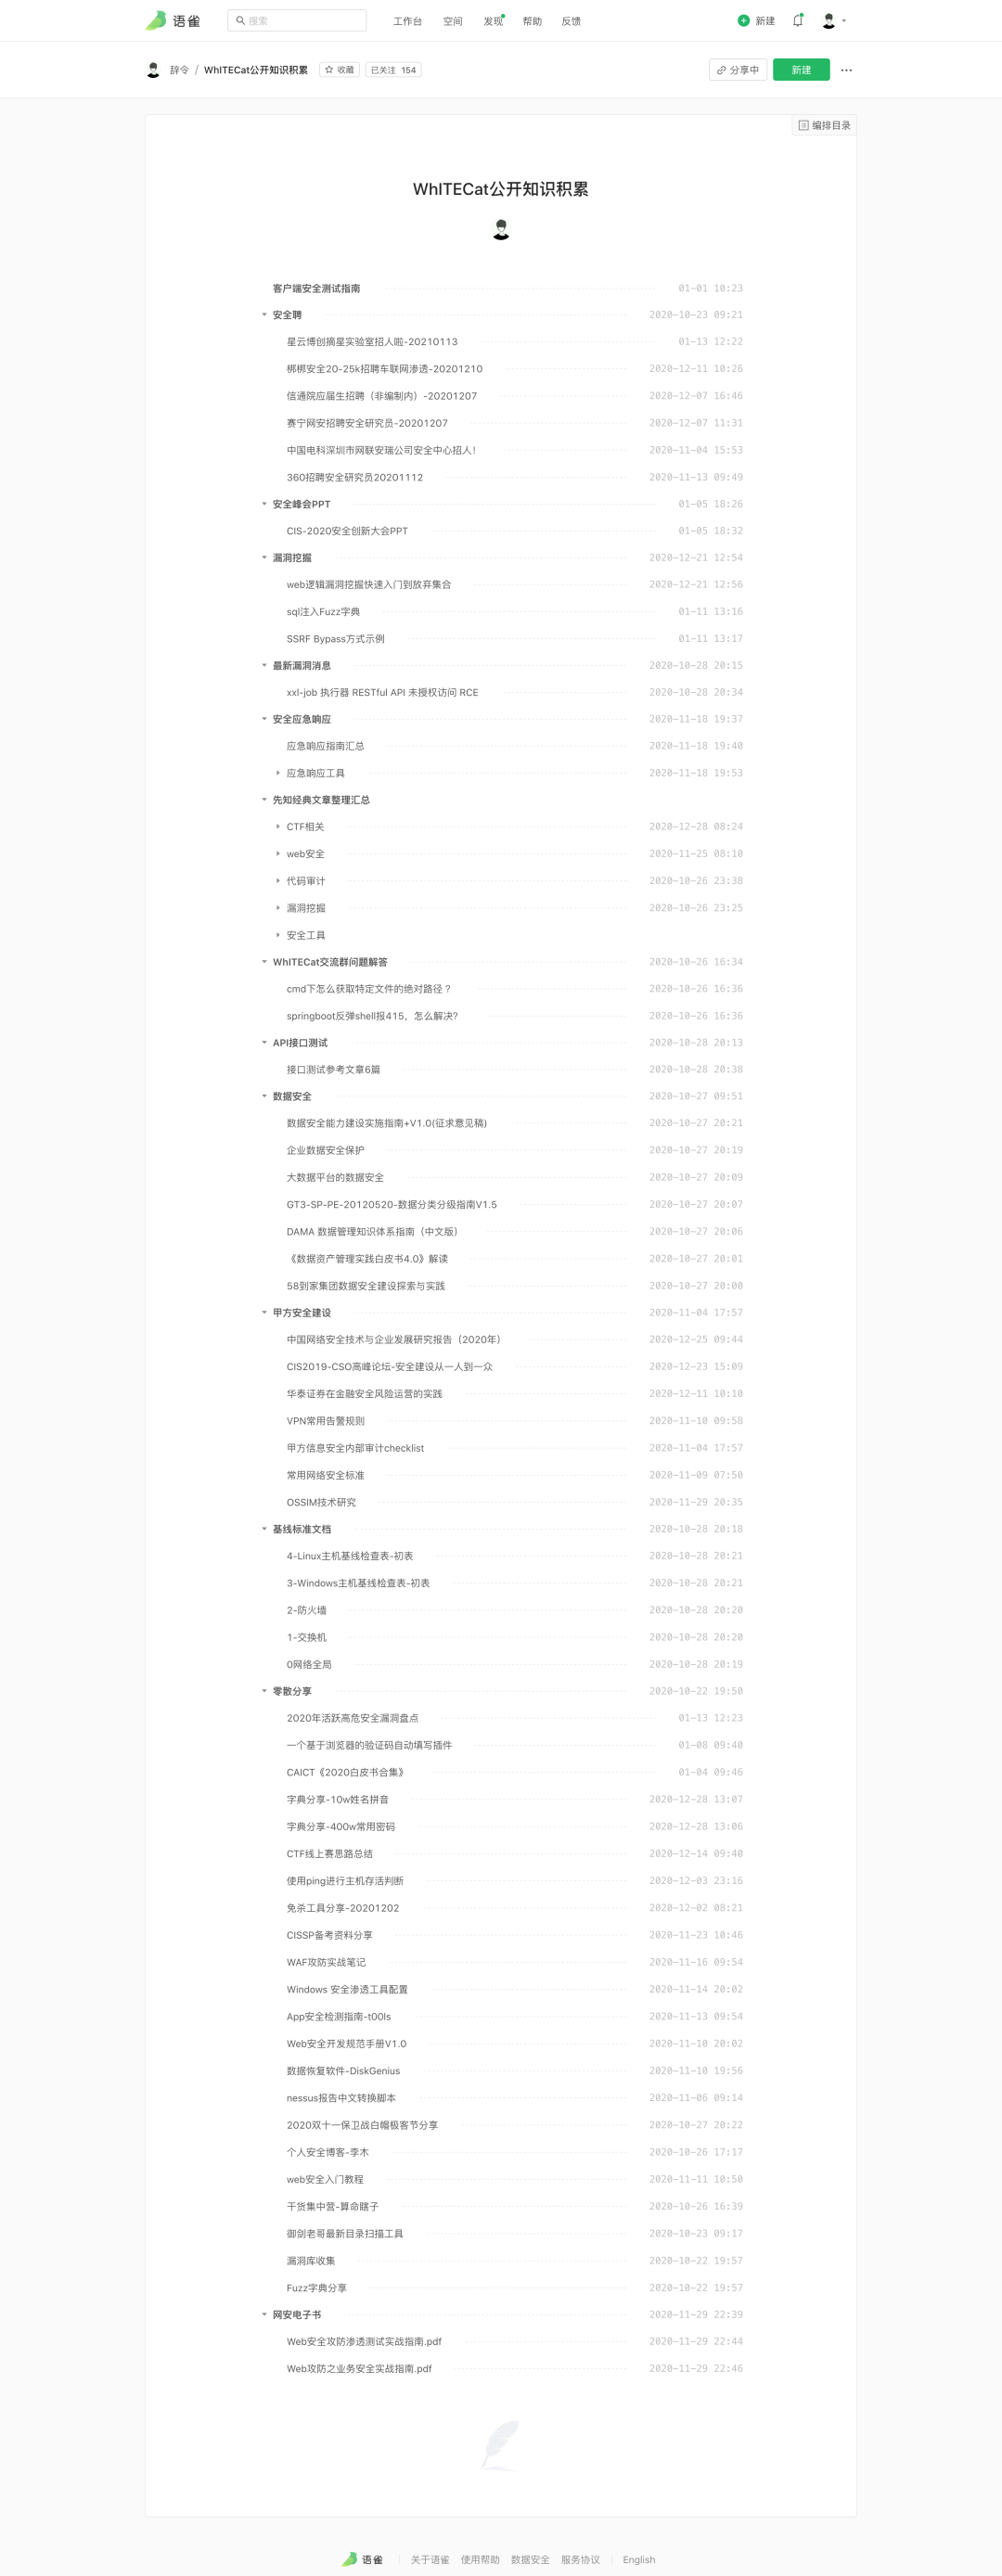 语雀 搜索 工作台 空间 发现 帮助 反馈 新建
辞令 / WhITECat公开知识积累 收藏 已关注 154 分享中 新建
编排目录
WhITECat公开知识积累
客户端安全测试指南 01-01 10:23
安全聘 2020-10-23 09:21
星云博创摘星实验室招人啦-20210113 01-13 12:22
梆梆安全20-25k招聘车联网渗透-20201210 2020-12-11 10:26
信通院应届生招聘（非编制内）-20201207 2020-12-07 16:46
赛宁网安招聘安全研究员-20201207 2020-12-07 11:31
中国电科深圳市网联安瑞公司安全中心招人！ 2020-11-04 15:53
360招聘安全研究员20201112 2020-11-13 09:49
安全峰会PPT 01-05 18:26
CIS-2020安全创新大会PPT 01-05 18:32
漏洞挖掘 2020-12-21 12:54
web逻辑漏洞挖掘快速入门到放弃集合 2020-12-21 12:56
sql注入Fuzz字典 01-11 13:16
SSRF Bypass方式示例 01-11 13:17
最新漏洞消息 2020-10-28 20:15
xxl-job 执行器 RESTful API 未授权访问 RCE 2020-10-28 20:34
安全应急响应 2020-11-18 19:37
应急响应指南汇总 2020-11-18 19:40
应急响应工具 2020-11-18 19:53
先知经典文章整理汇总
CTF相关 2020-12-28 08:24
web安全 2020-11-25 08:10
代码审计 2020-10-26 23:38
漏洞挖掘 2020-10-26 23:25
安全工具
WhITECat交流群问题解答 2020-10-26 16:34
cmd下怎么获取特定文件的绝对路径？ 2020-10-26 16:36
springboot反弹shell报415，怎么解决? 2020-10-26 16:36
API接口测试 2020-10-28 20:13
接口测试参考文章6篇 2020-10-28 20:38
数据安全 2020-10-27 09:51
数据安全能力建设实施指南+V1.0(征求意见稿) 2020-10-27 20:21
企业数据安全保护 2020-10-27 20:19
大数据平台的数据安全 2020-10-27 20:09
GT3-SP-PE-20120520-数据分类分级指南V1.5 2020-10-27 20:07
DAMA 数据管理知识体系指南（中文版） 2020-10-27 20:06
《数据资产管理实践白皮书4.0》解读 2020-10-27 20:01
58到家集团数据安全建设探索与实践 2020-10-27 20:00
甲方安全建设 2020-11-04 17:57
中国网络安全技术与企业发展研究报告（2020年） 2020-12-25 09:44
CIS2019-CSO高峰论坛-安全建设从一人到一众 2020-12-23 15:09
华泰证券在金融安全风险运营的实践 2020-12-11 10:10
VPN常用告警规则 2020-11-10 09:58
甲方信息安全内部审计checklist 2020-11-04 17:57
常用网络安全标准 2020-11-09 07:50
OSSIM技术研究 2020-11-29 20:35
基线标准文档 2020-10-28 20:18
4-Linux主机基线检查表-初表 2020-10-28 20:21
3-Windows主机基线检查表-初表 2020-10-28 20:21
2-防火墙 2020-10-28 20:20
1-交换机 2020-10-28 20:20
0网络全局 2020-10-28 20:19
零散分享 2020-10-22 19:50
2020年活跃高危安全漏洞盘点 01-13 12:23
一个基于浏览器的验证码自动填写插件 01-08 09:40
CAICT《2020白皮书合集》 01-04 09:46
字典分享-10w姓名拼音 2020-12-28 13:07
字典分享-400w常用密码 2020-12-28 13:06
CTF线上赛思路总结 2020-12-14 09:40
使用ping进行主机存活判断 2020-12-03 23:16
免杀工具分享-20201202 2020-12-02 08:21
CISSP备考资料分享 2020-11-23 10:46
WAF攻防实战笔记 2020-11-16 09:54
Windows 安全渗透工具配置 2020-11-14 20:02
App安全检测指南-t00ls 2020-11-13 09:54
Web安全开发规范手册V1.0 2020-11-10 20:02
数据恢复软件-DiskGenius 2020-11-10 19:56
nessus报告中文转换脚本 2020-11-06 09:14
2020双十一保卫战白帽极客节分享 2020-10-27 20:22
个人安全博客-李木 2020-10-26 17:17
web安全入门教程 2020-11-11 10:50
干货集中营-算命瞎子 2020-10-26 16:39
御剑老哥最新目录扫描工具 2020-10-23 09:17
漏洞库收集 2020-10-22 19:57
Fuzz字典分享 2020-10-22 19:57
网安电子书 2020-11-29 22:39
Web安全攻防渗透测试实战指南.pdf 2020-11-29 22:44
Web攻防之业务安全实战指南.pdf 2020-11-29 22:46
语雀 关于语雀 使用帮助 数据安全 服务协议 English